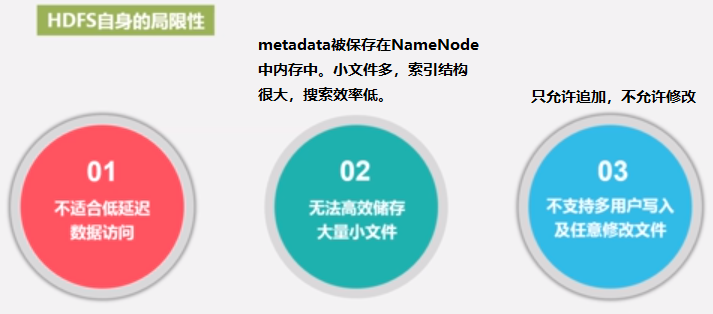 HDFS自身的局限性
metadata被保存在NameNode
中内存中。小文件多，索引结构
很大，搜索效率低。
只允许追加，不允许修改
01
不适合低延迟
数据访问
02
无法高效储存
大量小文件
03
不支持多用户写入
及任意修改文件